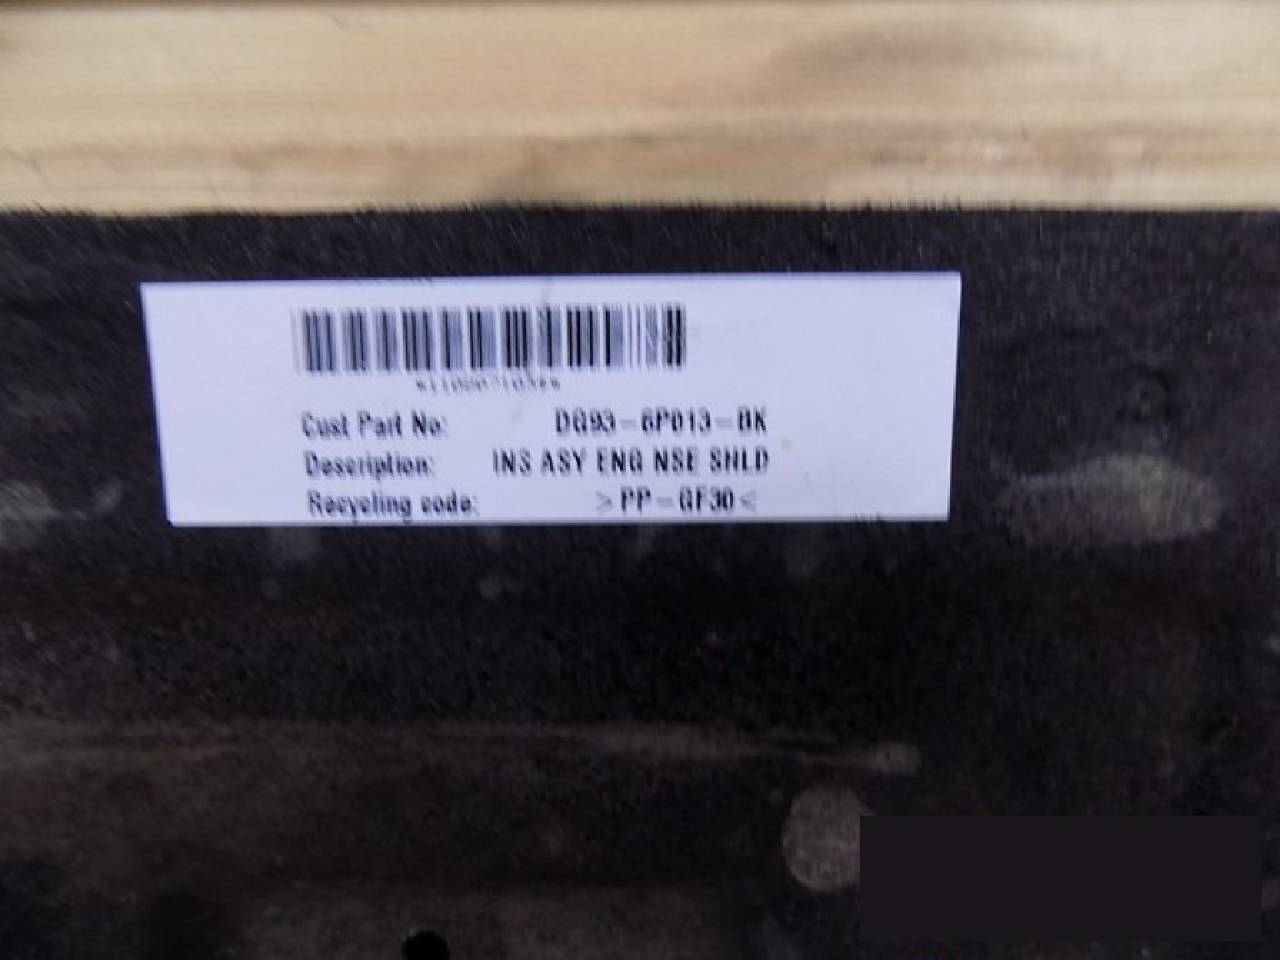 Cust Part No: DG93-6P013-BK
Description: INS ASY ENG NSE SHLD
Recycling code: >PP-GF30<